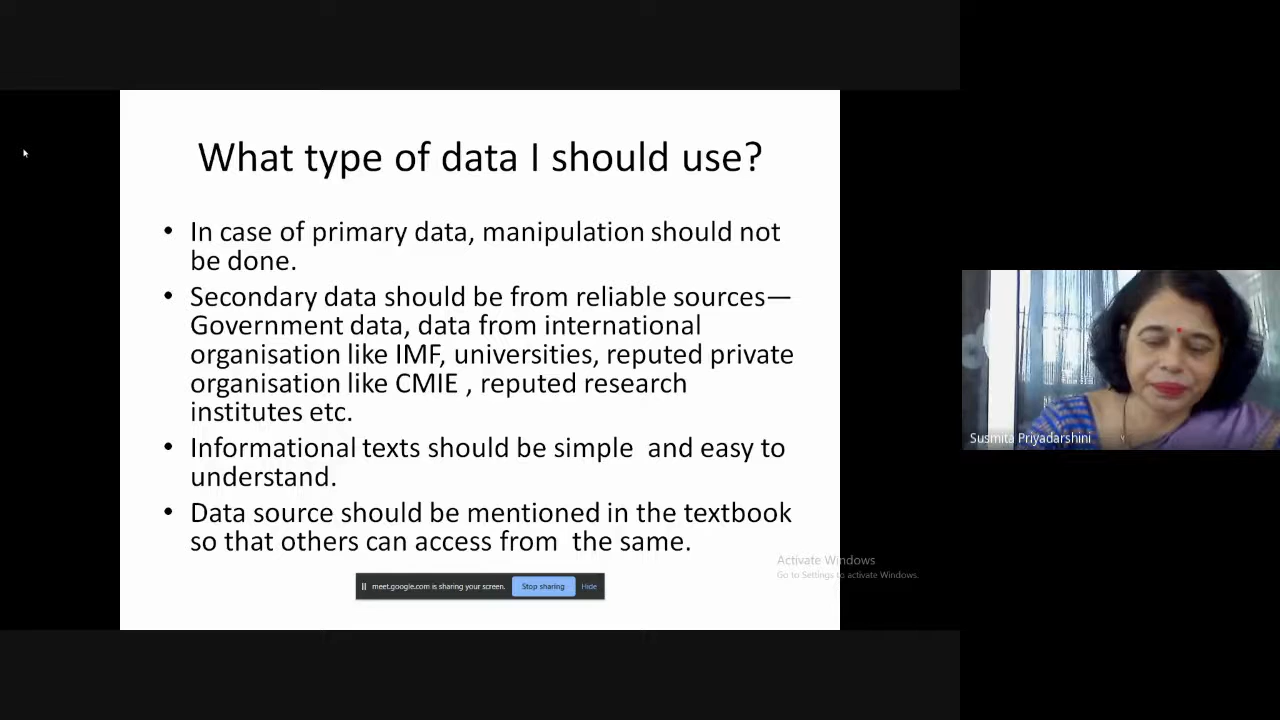 What type of data I should use?
• In case of primary data, manipulation should not
be done.
• Secondary data should be from reliable sources—
Government data, data from international
organisation like IMF, universities, reputed private
organisation like CMIE , reputed research
institutes etc.
• Informational texts should be simple  and easy to
understand.
• Data source should be mentioned in the textbook
so that others can access from  the same.
Activate Windows
Go to Settings to activate Windows.
meet.google.com is sharing your screen. Stop sharing Hide
Susmita Priyadarshini